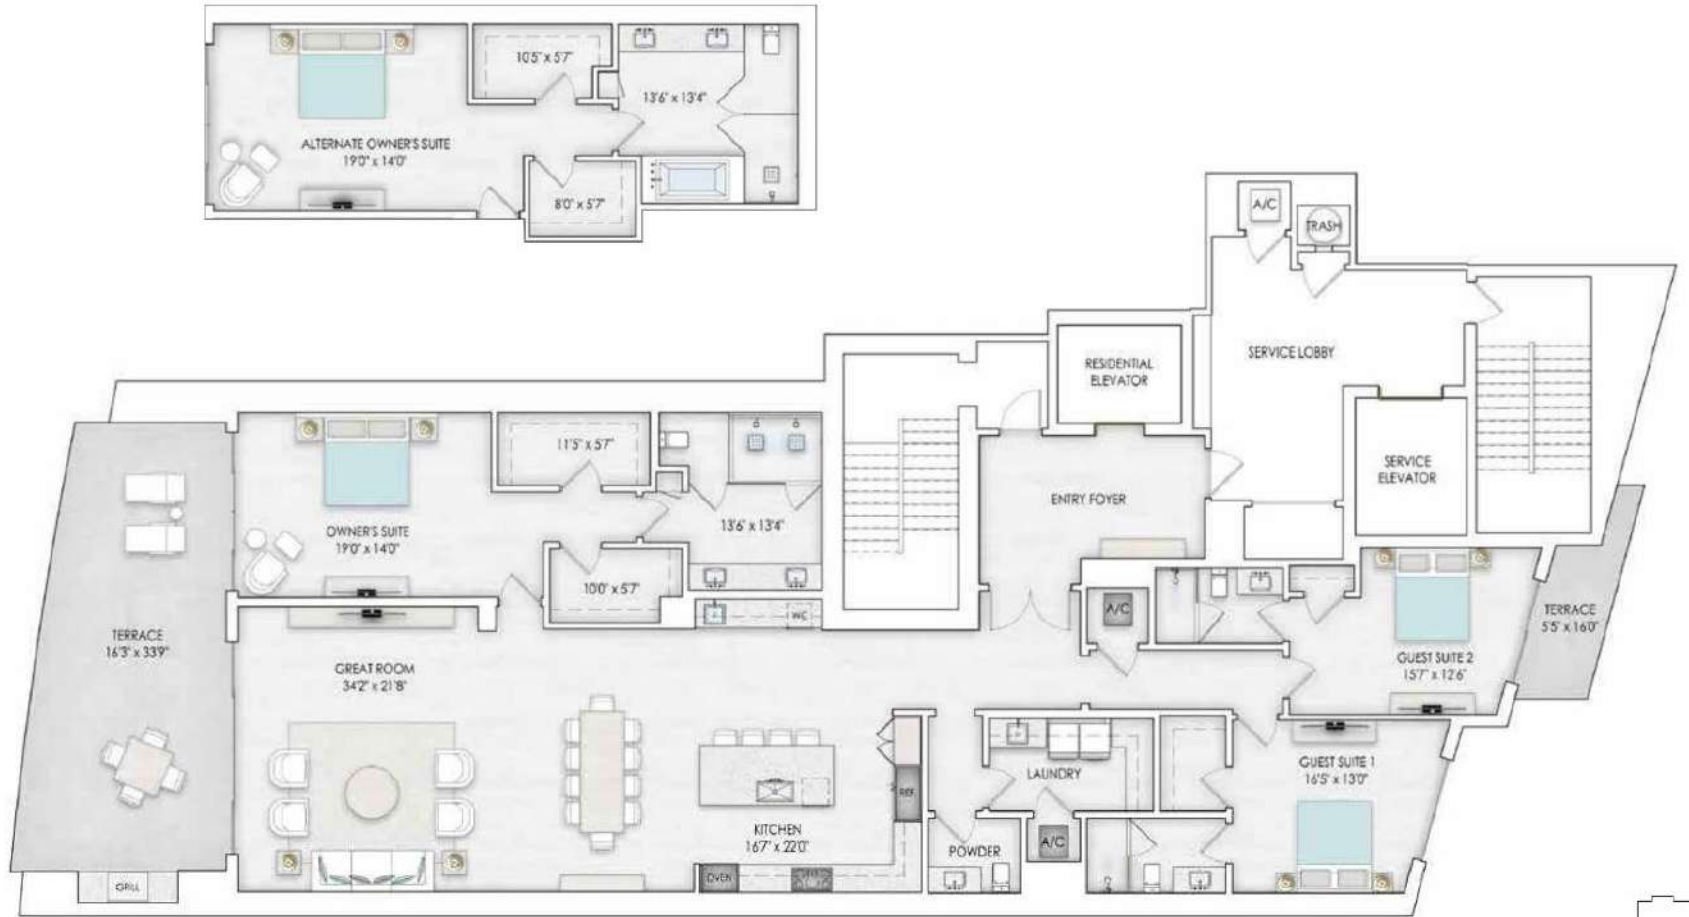 10'5" x 5'7"
13'6" x 13'4"
ALTERNATE OWNER'S SUITE
19'0" x 14'0"
8'0" x 5'7"
A/C
TRASH
SERVICE LOBBY
RESIDENTIAL
ELEVATOR
SERVICE
ELEVATOR
11'5" x 5'7"
ENTRY FOYER
OWNER'S SUITE
19'0" x 14'0"
13'6" x 13'4"
10'0" x 5'7"
WC
A/C
TERRACE
5'5" x 16'0"
TERRACE
16'3" x 33'9"
GREAT ROOM
34'2" x 21'8"
GUEST SUITE 2
15'7" x 12'6"
GUEST SUITE 1
16'5" x 13'0"
LAUNDRY
REF.
KITCHEN
16'7" x 22'0"
A/C
POWDER
OVEN
GRILL